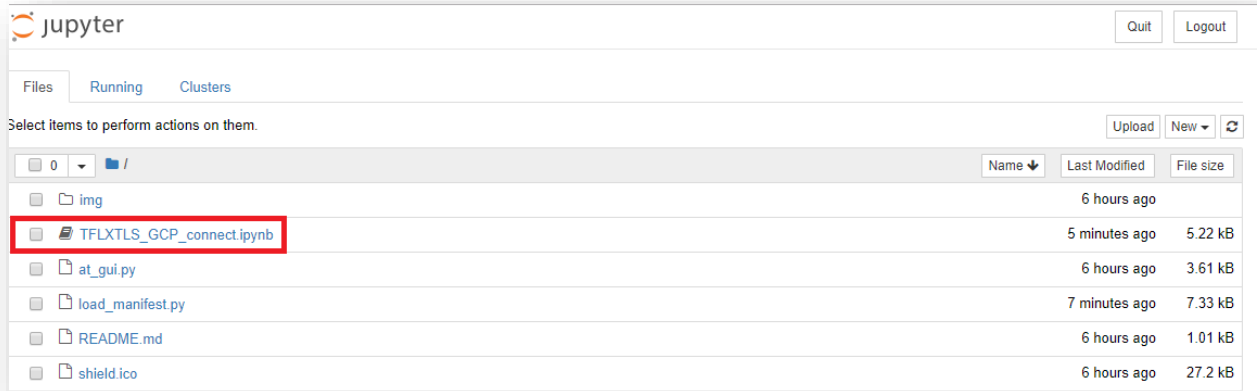 jupyter Quit Logout
Files Running Clusters
Select items to perform actions on them. Upload New
0 / Name Last Modified File size
img 6 hours ago
TFLXTLS_GCP_connect.ipynb 5 minutes ago 5.22 kB
at_gui.py 6 hours ago 3.61 kB
load_manifest.py 7 minutes ago 7.33 kB
README.md 6 hours ago 1.01 kB
shield.ico 6 hours ago 27.2 kB